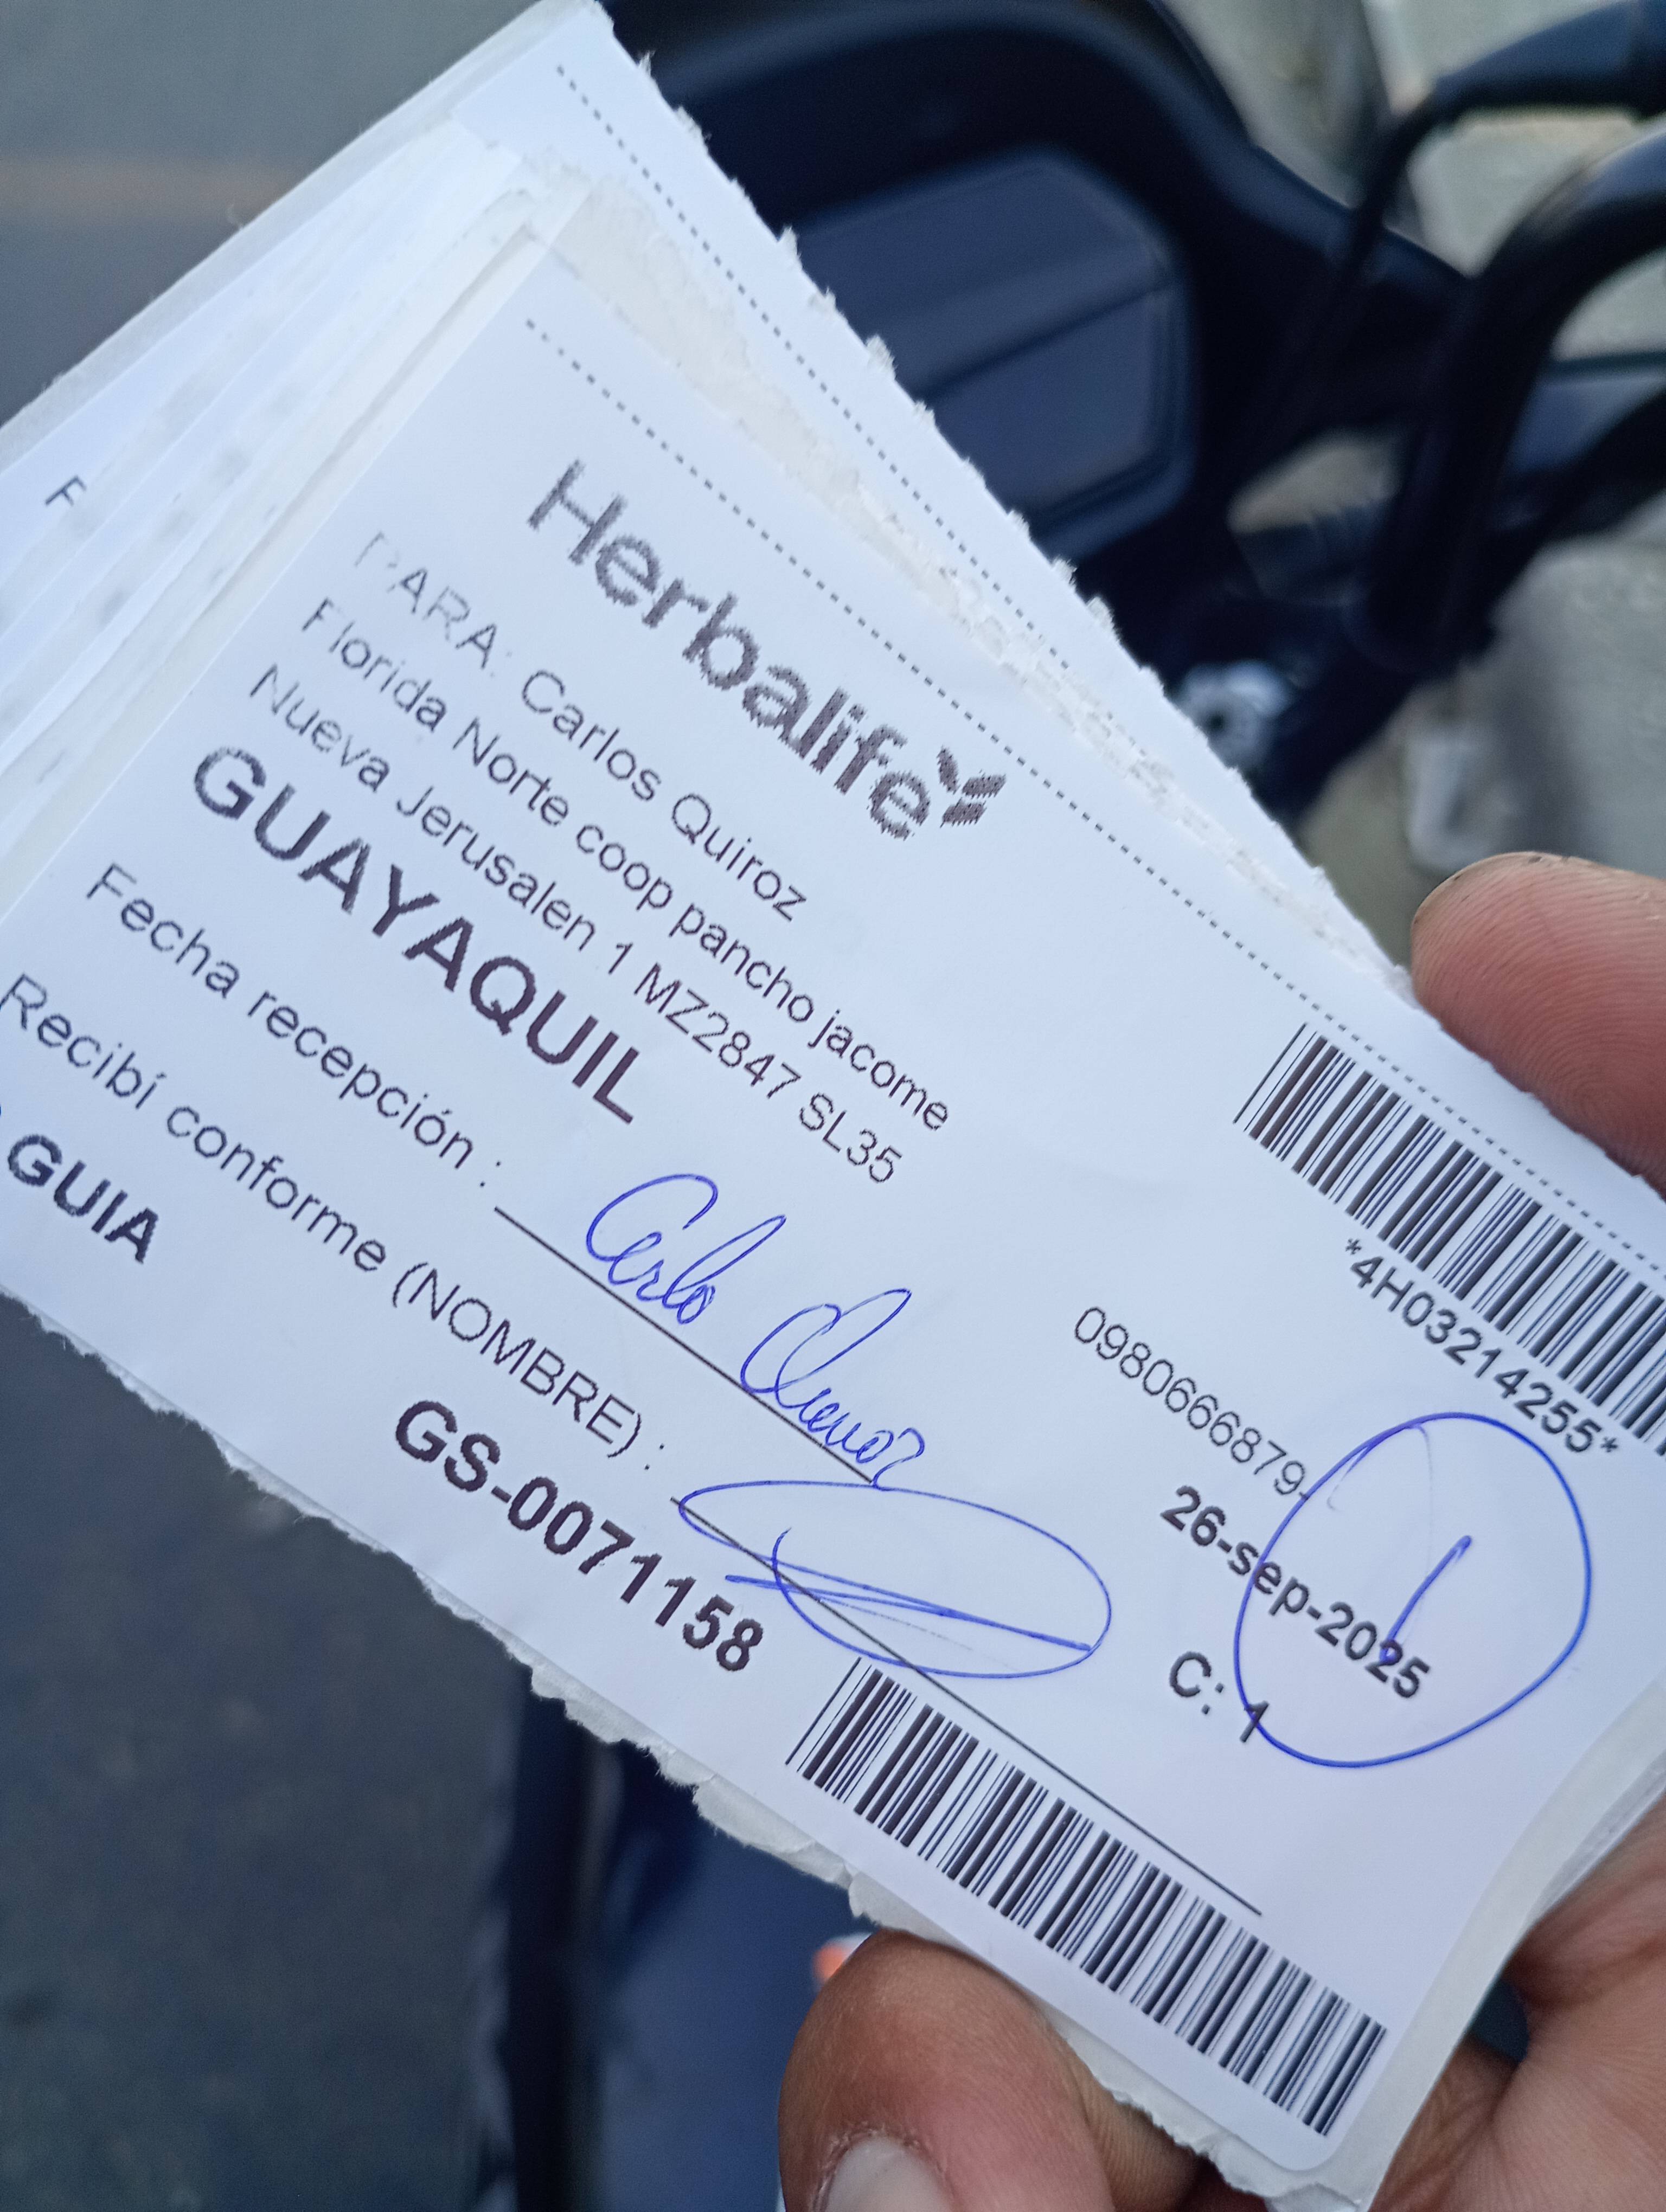 Herbalife
*4H03214255*
PARA: Carlos Quiroz
Florida Norte coop pancho jacome
Nueva Jerusalen 1 MZ2847 SL35
0980666879
GUAYAQUIL
26-sep-2025
1
C: 1
Fecha recepción :
Recibí conforme (NOMBRE) :
GUIA
GS-0071158
F